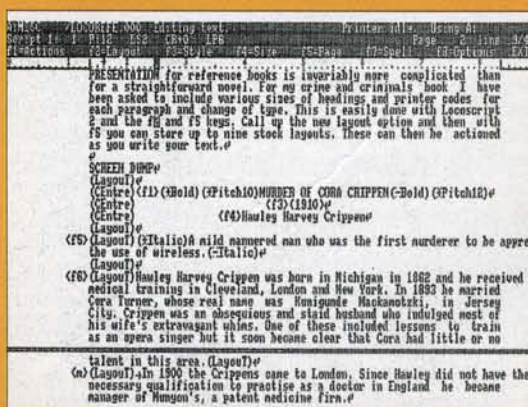 A:M:GC /LOCORIFE.000 Editing text. Printer idle. Using A:
Script 1: 1 Pi12 LS2 CR+0 LP6 Page 2 line 3/
f1=Actions f2=Layout f3=Style f4=Size f5=Page f7=Spell f8=Options EXI
PRESENTATION for reference books is invariably more complicated than
for a straightforward novel. For my crime and criminals book I have
been asked to include various sizes of headings and printer codes for
each paragraph and change of type. This is easily done with Locoscript
2 and the f8 and f5 keys. Call up the new layout option and then with
f5 you can store up to nine stock layouts. These can then be actioned
as you write your text.↵
↵
SCREEN DUMP↵
(LayouT)↵
(CEntre)(f1)(+Bold)(+Pitch10)MURDER OF CORA CRIPPEN(-Bold)(+Pitch12)↵
(CEntre) (f3)(1910)↵
(CEntre) (f4)Hawley Harvey Crippen↵
(LayouT)↵
(f5)(LayouT)(+Italic)A mild mannered man who was the first murderer to be appre
the use of wireless.(-Italic)↵
(LayouT)↵
(f6)(LayouT)Hawley Harvey Crippen was born in Michigan in 1862 and he received
medical training in Cleveland, London and New York. In 1893 he married
Cora Turner, whose real name was Kunigunde Mackamotzki, in Jersey
City. Crippen was an obsequious and staid husband who indulged most of
his wife's extravagant whims. One of these included lessons to train
as an opera singer but it soon became clear that Cora had little or no
talent in this area.(LayouT)↵
(n)(LayouT)→In 1900 the Crippens came to London. Since Hawley did not have the
necessary qualification to practise as a doctor in England he became
manager of Munyon's, a patent medicine firm.↵